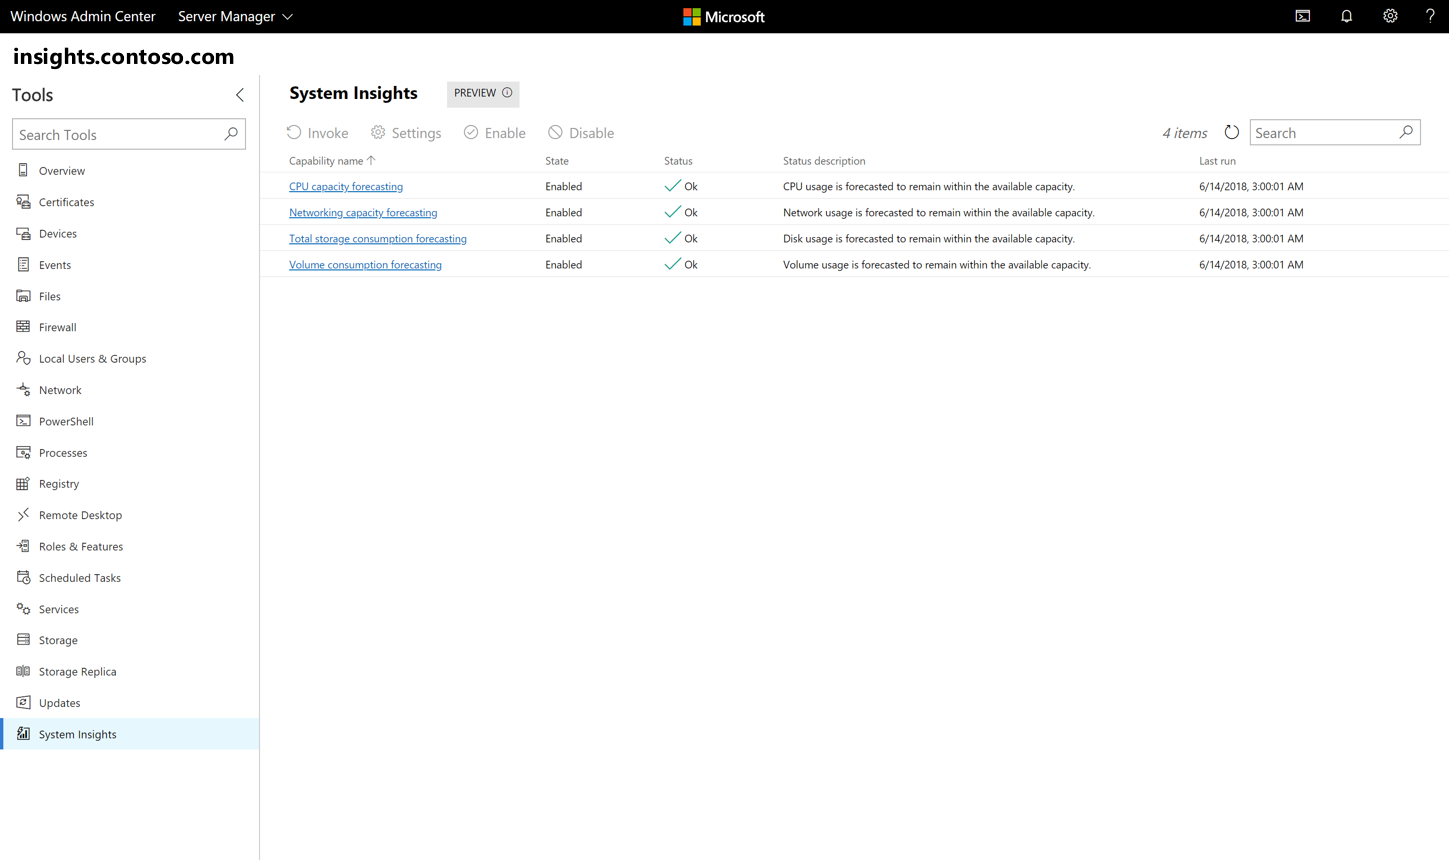 Windows Admin Center Server Manager Microsoft ?
insights.contoso.com
Tools
Search Tools
Overview
Certificates
Devices
Events
Files
Firewall
Local Users & Groups
Network
PowerShell
Processes
Registry
Remote Desktop
Roles & Features
Scheduled Tasks
Services
Storage
Storage Replica
Updates
System Insights
System Insights PREVIEW
Invoke Settings Enable Disable 4 items Search
Capability name State Status Status description Last run
CPU capacity forecasting Enabled Ok CPU usage is forecasted to remain within the available capacity. 6/14/2018, 3:00:01 AM
Networking capacity forecasting Enabled Ok Network usage is forecasted to remain within the available capacity. 6/14/2018, 3:00:01 AM
Total storage consumption forecasting Enabled Ok Disk usage is forecasted to remain within the available capacity. 6/14/2018, 3:00:01 AM
Volume consumption forecasting Enabled Ok Volume usage is forecasted to remain within the available capacity. 6/14/2018, 3:00:01 AM